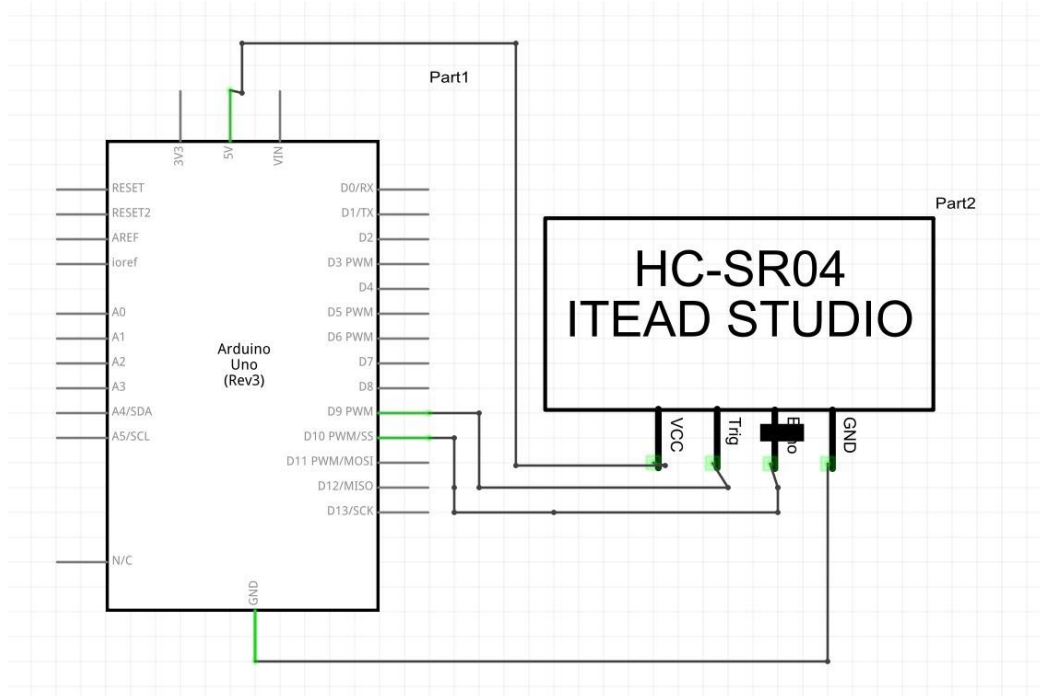 Part1
3V3
5V
VIN
RESET
RESET2
AREF
ioref
A0
A1
A2
A3
A4/SDA
A5/SCL
N/C
Arduino
Uno
(Rev3)
D0/RX
D1/TX
D2
D3 PWM
D4
D5 PWM
D6 PWM
D7
D8
D9 PWM
D10 PWM/SS
D11 PWM/MOSI
D12/MISO
D13/SCK
GND
Part2
HC-SR04
ITEAD STUDIO
VCC
Trig
GND